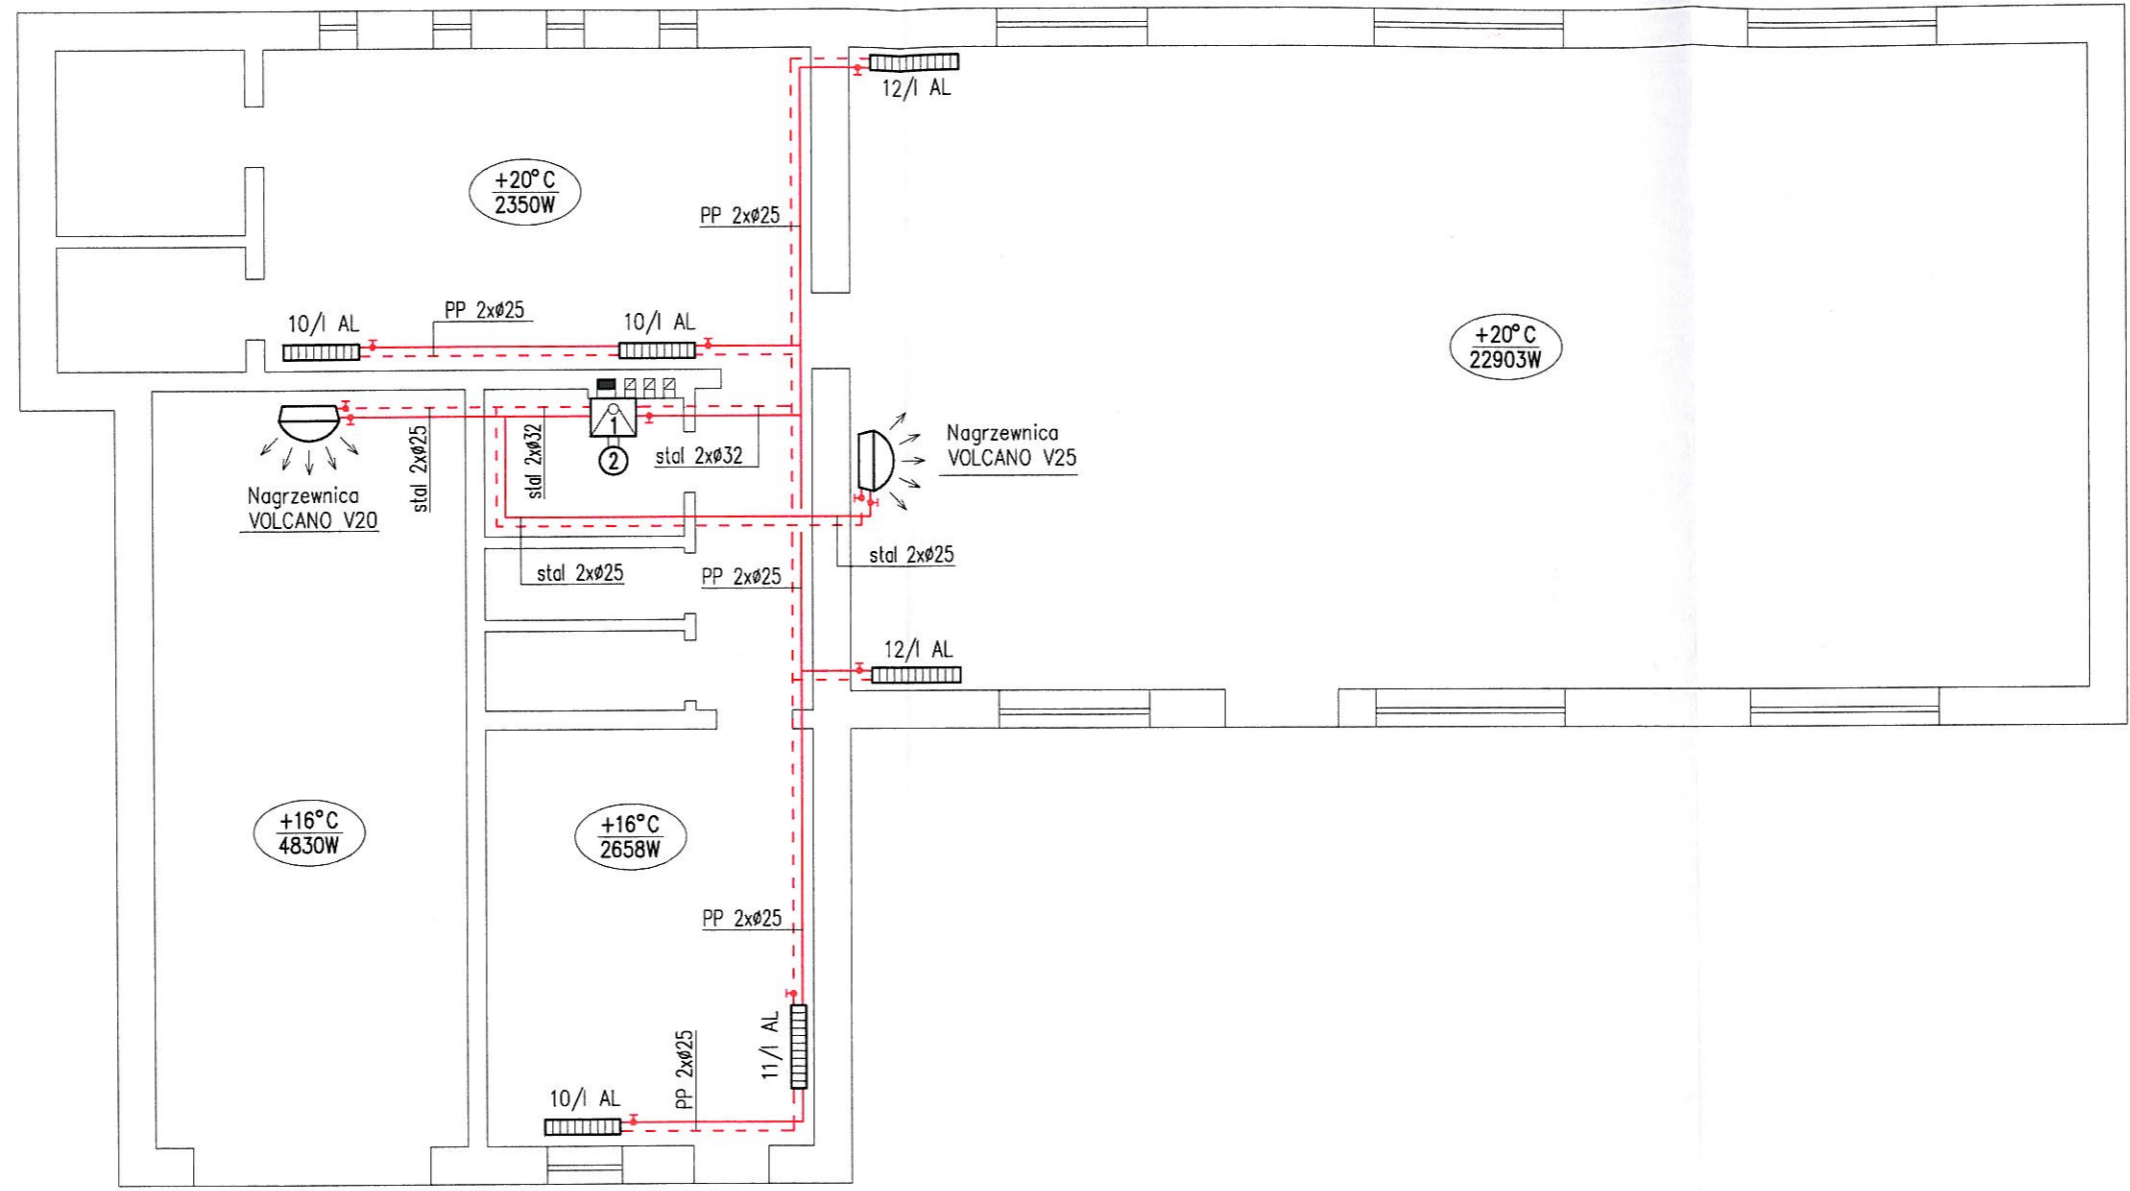 12/I AL
+20°C
2350W
PP 2xø25
PP 2xø25
10/I AL
10/I AL
+20°C
22903W
1
2
stal 2xø25
stal 2xø32
stal 2xø32
Nagrzewnica
VOLCANO V25
Nagrzewnica
VOLCANO V20
stal 2xø25
stal 2xø25
PP 2xø25
12/I AL
+16°C
4830W
+16°C
2658W
PP 2xø25
11/I AL
PP 2xø25
10/I AL